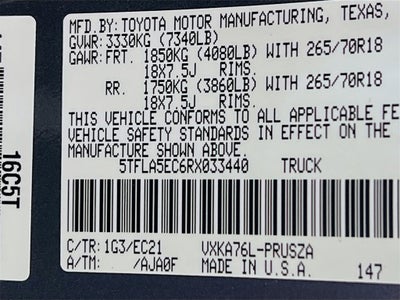 MFD BY: TOYOTA MOTOR MANUFACTURING, TEXAS,
GVWR: 3330KG (7340LB)
GAWR: FRT. 1850KG (4080LB) WITH 265/70R18
18X7.5J RIMS.
RR. 1750KG (3860LB) WITH 265/70R18
18X7.5J RIMS.
THIS VEHICLE CONFORMS TO ALL APPLICABLE FE
VEHICLE SAFETY STANDARDS IN EFFECT ON THE
MANUFACTURE SHOWN ABOVE.
5TFLA5EC6RX033440 TRUCK
C/TR: 1G3/EC21 VXKA76L-PRUSZA
A/TM: /AJA0F MADE IN U.S.A. 147
16C5T